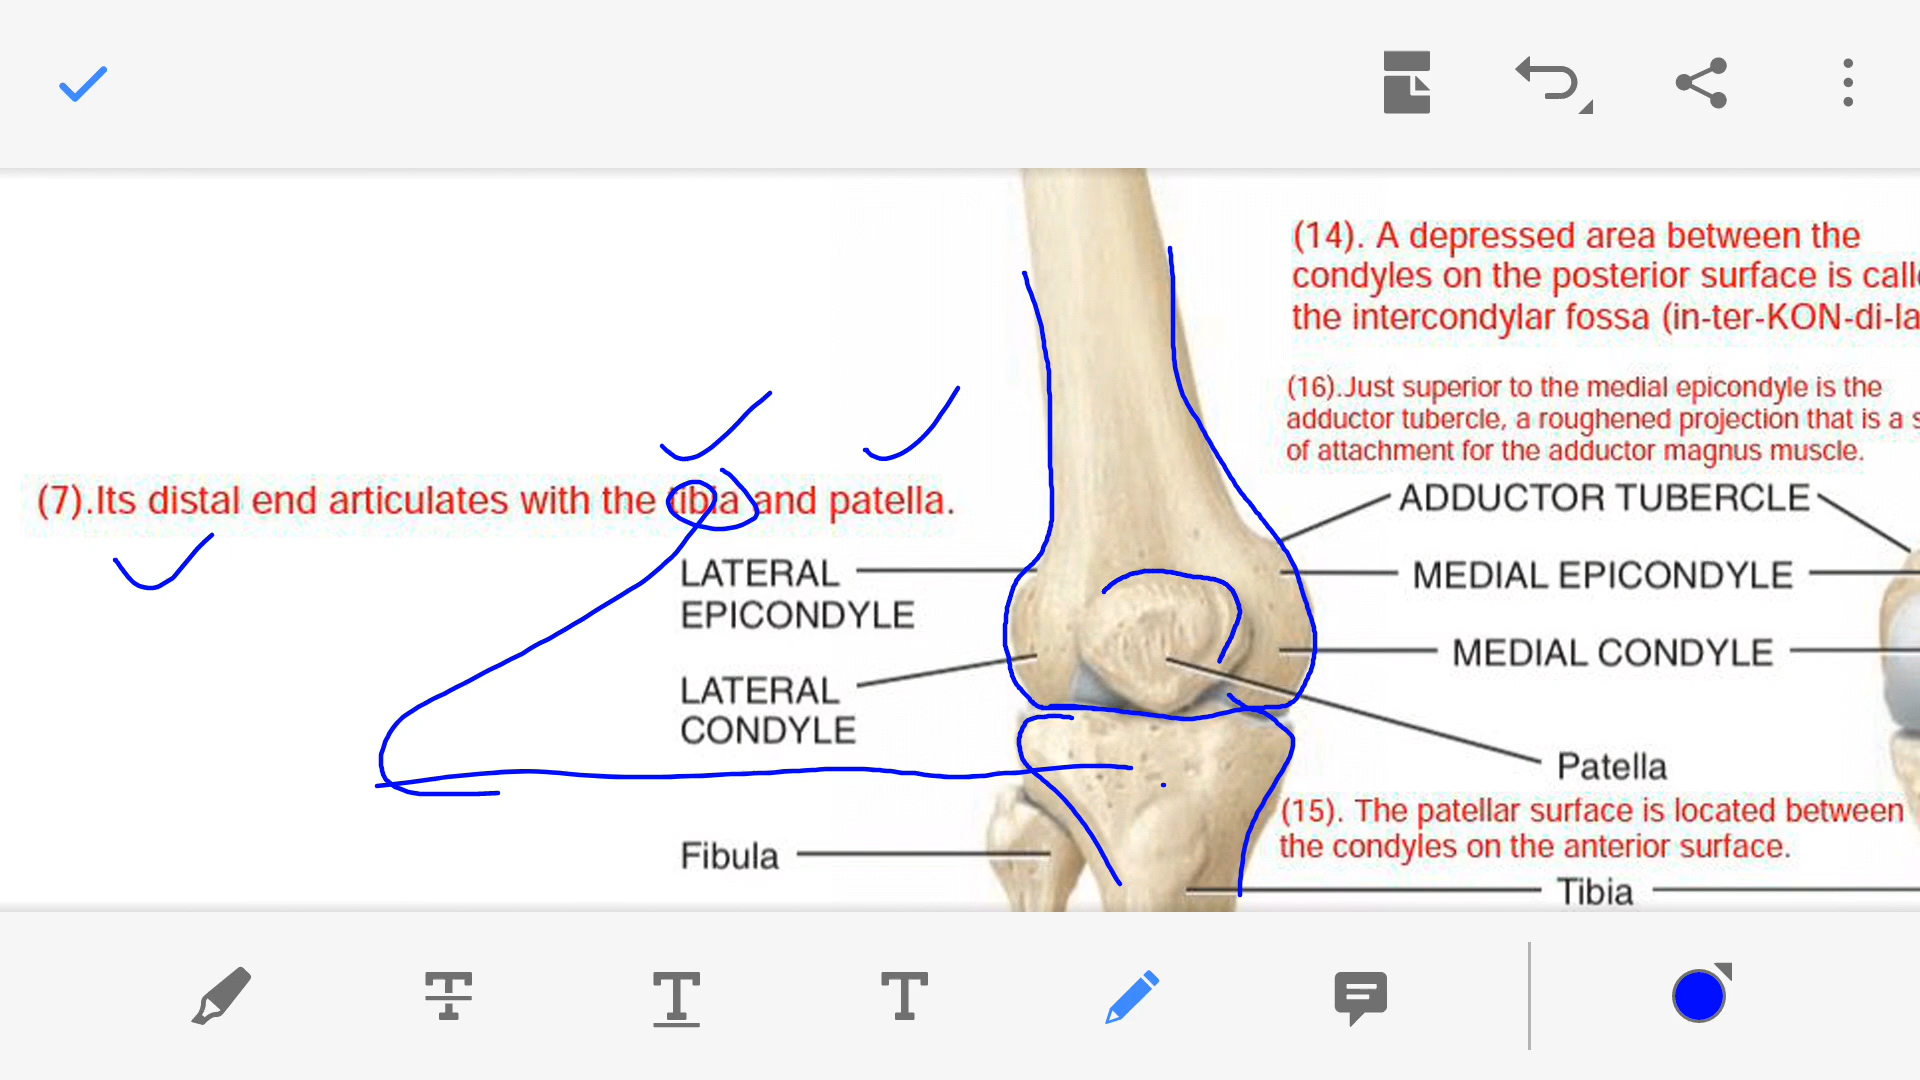 (14). A depressed area between the
condyles on the posterior surface is call
the intercondylar fossa (in-ter-KON-di-la
(16).Just superior to the medial epicondyle is the
adductor tubercle, a roughened projection that is a s
of attachment for the adductor magnus muscle.
(7).Its distal end articulates with the tibia and patella.
ADDUCTOR TUBERCLE
LATERAL
EPICONDYLE
MEDIAL EPICONDYLE
LATERAL
CONDYLE
MEDIAL CONDYLE
Patella
(15). The patellar surface is located between
the condyles on the anterior surface.
Fibula
Tibia